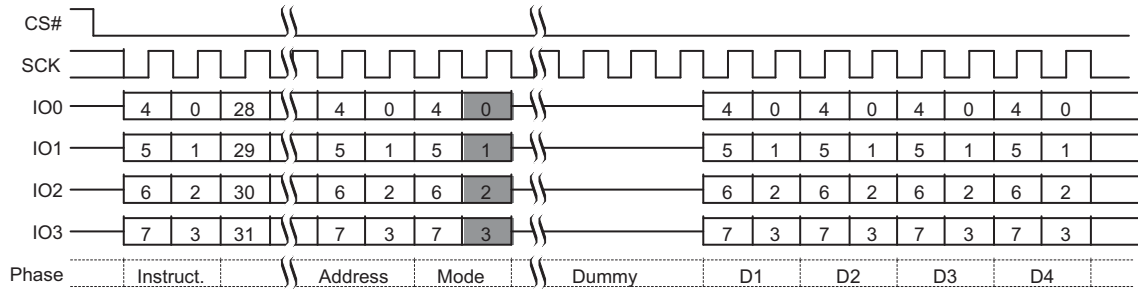 CS#
SCK
IO0 4 0 28 4 0 4 0 4 0 4 0 4 0 4 0
IO1 5 1 29 5 1 5 1 5 1 5 1 5 1 5 1
IO2 6 2 30 6 2 6 2 6 2 6 2 6 2 6 2
IO3 7 3 31 7 3 7 3 7 3 7 3 7 3 7 3
Phase Instruct. Address Mode Dummy D1 D2 D3 D4